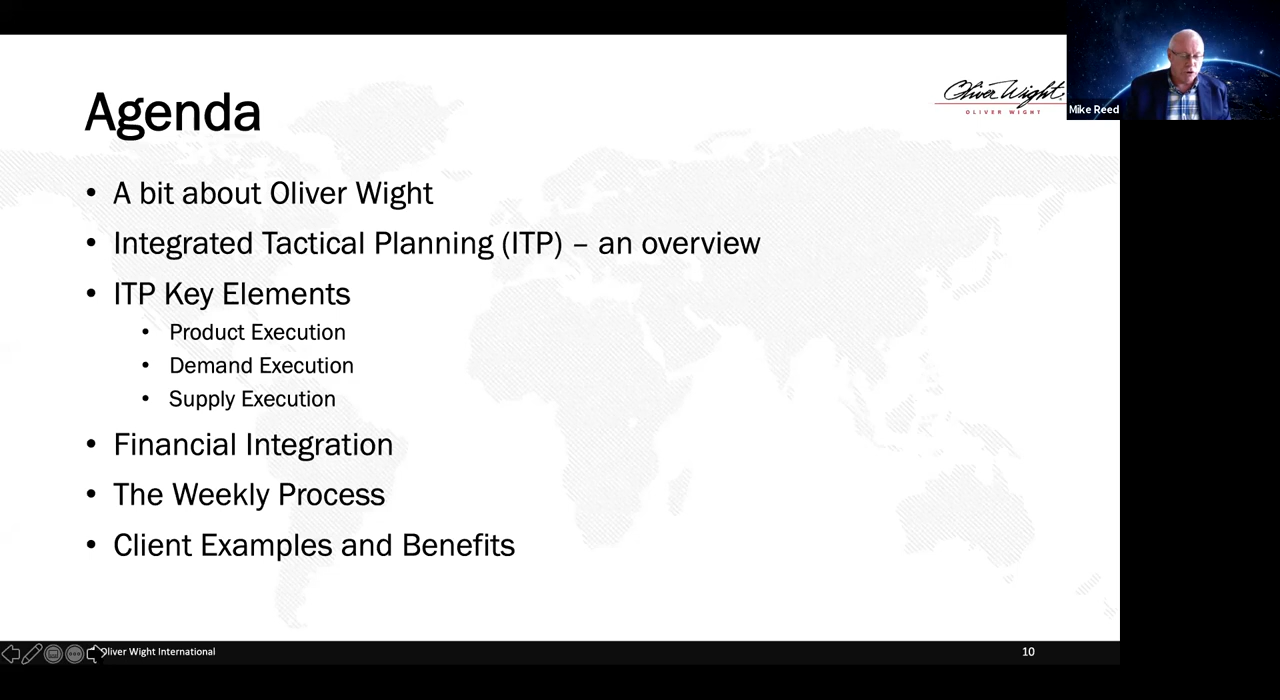 Agenda
Oliver Wight
OLIVER WIGHT
Mike Reed
• A bit about Oliver Wight
• Integrated Tactical Planning (ITP) – an overview
• ITP Key Elements
• Product Execution
• Demand Execution
• Supply Execution
• Financial Integration
• The Weekly Process
• Client Examples and Benefits
Oliver Wight International
10